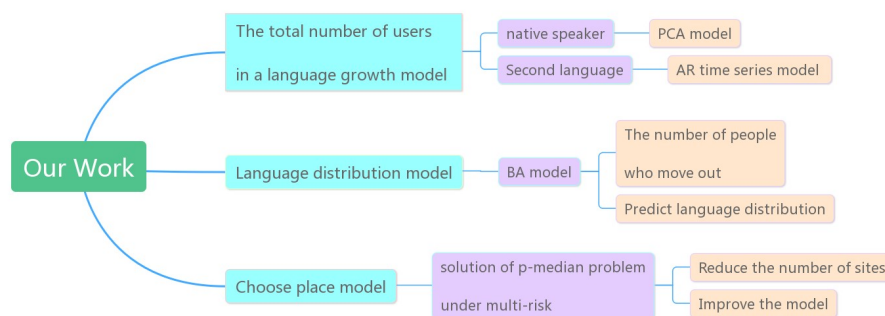 Our Work
The total number of users
in a language growth model
native speaker
PCA model
Second language
AR time series model
Language distribution model
BA model
The number of people
who move out
Predict language distribution
Choose place model
solution of p-median problem
under multi-risk
Reduce the number of sites
Improve the model